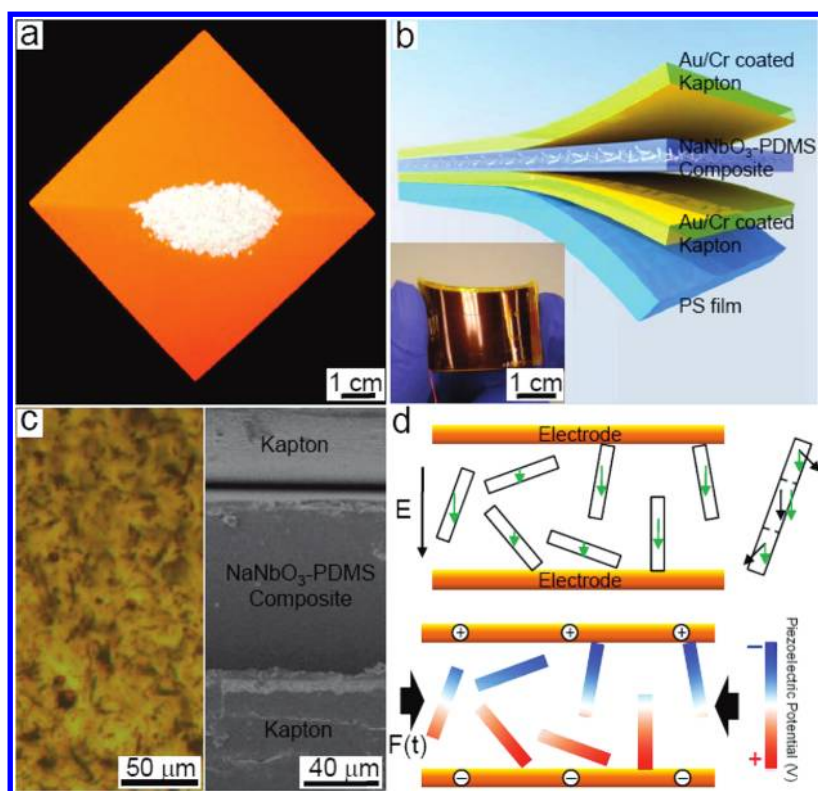 a
1 cm
b
Au/Cr coated
Kapton
NaNbO₃-PDMS
Composite
Au/Cr coated
Kapton
PS film
1 cm
c
50 μm
Kapton
NaNbO₃-PDMS
Composite
Kapton
40 μm
d
Electrode
E
Electrode
+ + +
F(t)
− − −
−
Piezoelectric Potential (V)
+